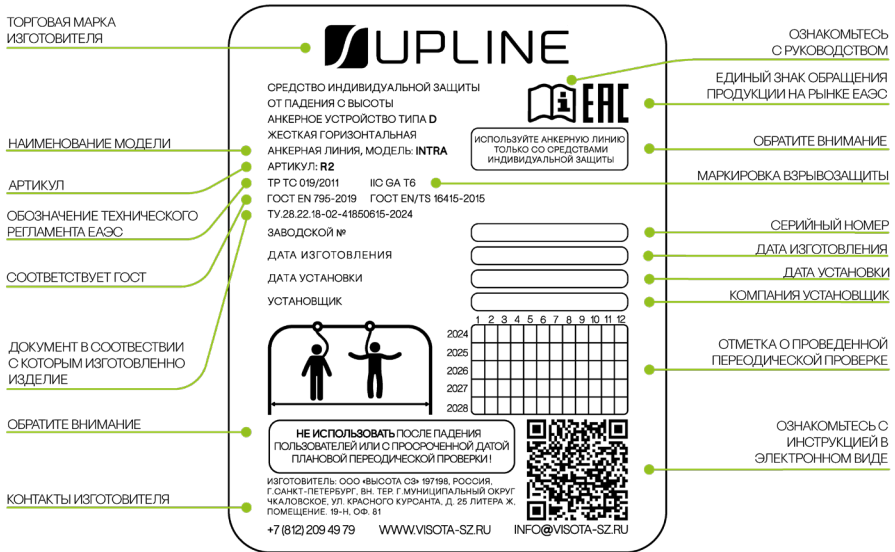 ТОРГОВАЯ МАРКА
ИЗГОТОВИТЕЛЯ
НАИМЕНОВАНИЕ МОДЕЛИ
АРТИКУЛ
ОБОЗНАЧЕНИЕ ТЕХНИЧЕСКОГО
РЕГЛАМЕНТА ЕАЭС
СООТВЕТСТВУЕТ ГОСТ
ДОКУМЕНТ В СООТВЕСТВИИ
С КОТОРЫМ ИЗГОТОВЛЕННО
ИЗДЕЛИЕ
ОБРАТИТЕ ВНИМАНИЕ
КОНТАКТЫ ИЗГОТОВИТЕЛЯ
UPLINE
СРЕДСТВО ИНДИВИДУАЛЬНОЙ ЗАЩИТЫ
ОТ ПАДЕНИЯ С ВЫСОТЫ
АНКЕРНОЕ УСТРОЙСТВО ТИПА D
ЖЕСТКАЯ ГОРИЗОНТАЛЬНАЯ
АНКЕРНАЯ ЛИНИЯ, МОДЕЛЬ: INTRA
АРТИКУЛ: R2
ТР ТС 019/2011 IIC GA T6
ГОСТ EN 795-2019 ГОСТ EN/TS 16415-2015
ТУ.28.22.18-02-41850615-2024
EAC
ИСПОЛЬЗУЙТЕ АНКЕРНУЮ ЛИНИЮ
ТОЛЬКО СО СРЕДСТВАМИ
ИНДИВИДУАЛЬНОЙ ЗАЩИТЫ
ЗАВОДСКОЙ №
ДАТА ИЗГОТОВЛЕНИЯ
ДАТА УСТАНОВКИ
УСТАНОВЩИК
1 2 3 4 5 6 7 8 9 10 11 12
2024
2025
2026
2027
2028
НЕ ИСПОЛЬЗОВАТЬ ПОСЛЕ ПАДЕНИЯ
ПОЛЬЗОВАТЕЛЕЙ ИЛИ С ПРОСРОЧЕННОЙ ДАТОЙ
ПЛАНОВОЙ ПЕРЕОДИЧЕСКОЙ ПРОВЕРКИ!
ИЗГОТОВИТЕЛЬ: ООО «ВЫСОТА СЗ» 197198, РОССИЯ,
Г.САНКТ-ПЕТЕРБУРГ, ВН. ТЕР. Г.МУНИЦИПАЛЬНЫЙ ОКРУГ
ЧКАЛОВСКОЕ, УЛ. КРАСНОГО КУРСАНТА, Д. 25 ЛИТЕРА Ж,
ПОМЕЩЕНИЕ. 19-Н, ОФ. 81
+7 (812) 209 49 79 WWW.VISOTA-SZ.RU INFO@VISOTA-SZ.RU
ОЗНАКОМЬТЕСЬ
С РУКОВОДСТВОМ
ЕДИНЫЙ ЗНАК ОБРАЩЕНИЯ
ПРОДУКЦИИ НА РЫНКЕ ЕАЭС
ОБРАТИТЕ ВНИМАНИЕ
МАРКИРОВКА ВЗРЫВОЗАЩИТЫ
СЕРИЙНЫЙ НОМЕР
ДАТА ИЗГОТОВЛЕНИЯ
ДАТА УСТАНОВКИ
КОМПАНИЯ УСТАНОВЩИК
ОТМЕТКА О ПРОВЕДЕННОЙ
ПЕРЕОДИЧЕСКОЙ ПРОВЕРКЕ
ОЗНАКОМЬТЕСЬ С
ИНСТРУКЦИЕЙ В
ЭЛЕКТРОННОМ ВИДЕ